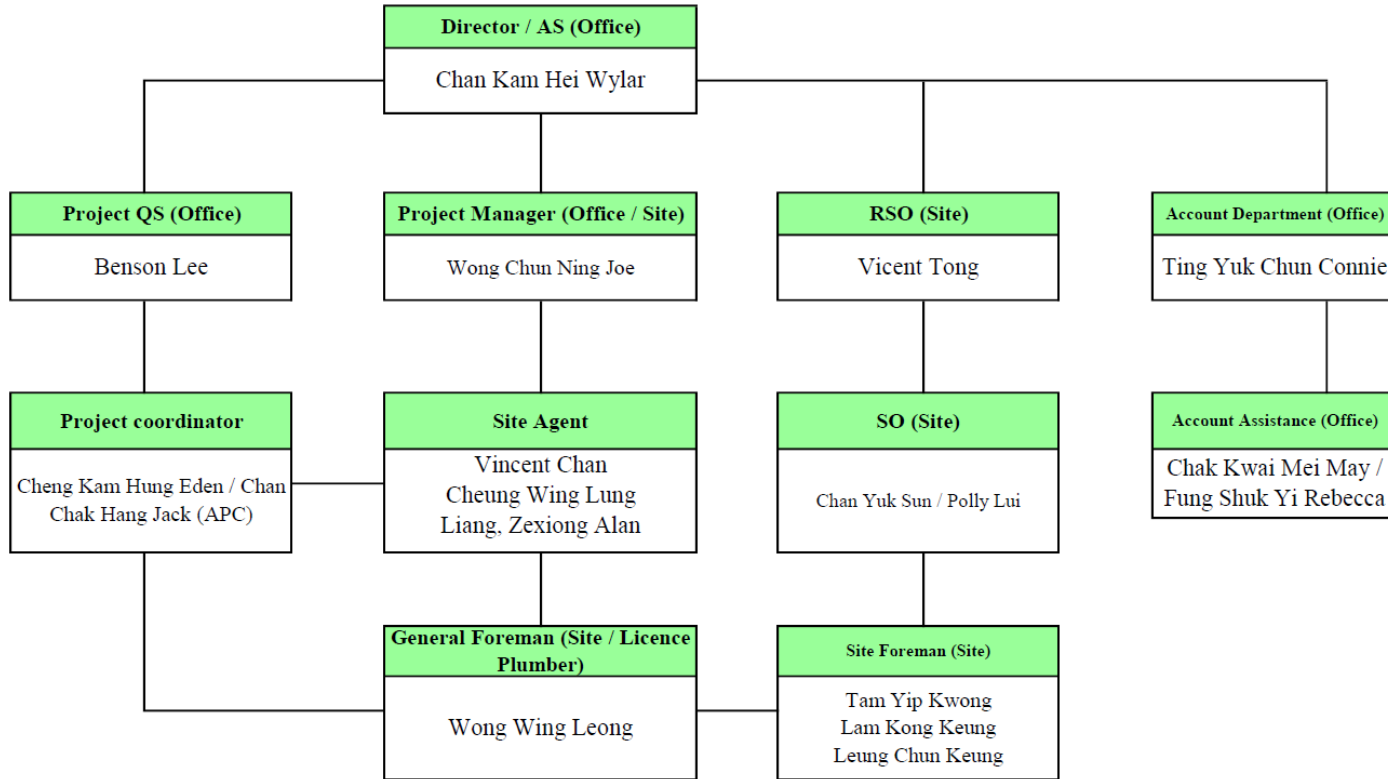 Director / AS (Office)
Chan Kam Hei Wylar
Project QS (Office)
Benson Lee
Project Manager (Office / Site)
Wong Chun Ning Joe
RSO (Site)
Vicent Tong
Account Department (Office)
Ting Yuk Chun Connie
Project coordinator
Cheng Kam Hung Eden / Chan
Chak Hang Jack (APC)
Site Agent
Vincent Chan
Cheung Wing Lung
Liang, Zexiong Alan
SO (Site)
Chan Yuk Sun / Polly Lui
Account Assistance (Office)
Chak Kwai Mei May /
Fung Shuk Yi Rebecca
General Foreman (Site / Licence
Plumber)
Wong Wing Leong
Site Foreman (Site)
Tam Yip Kwong
Lam Kong Keung
Leung Chun Keung